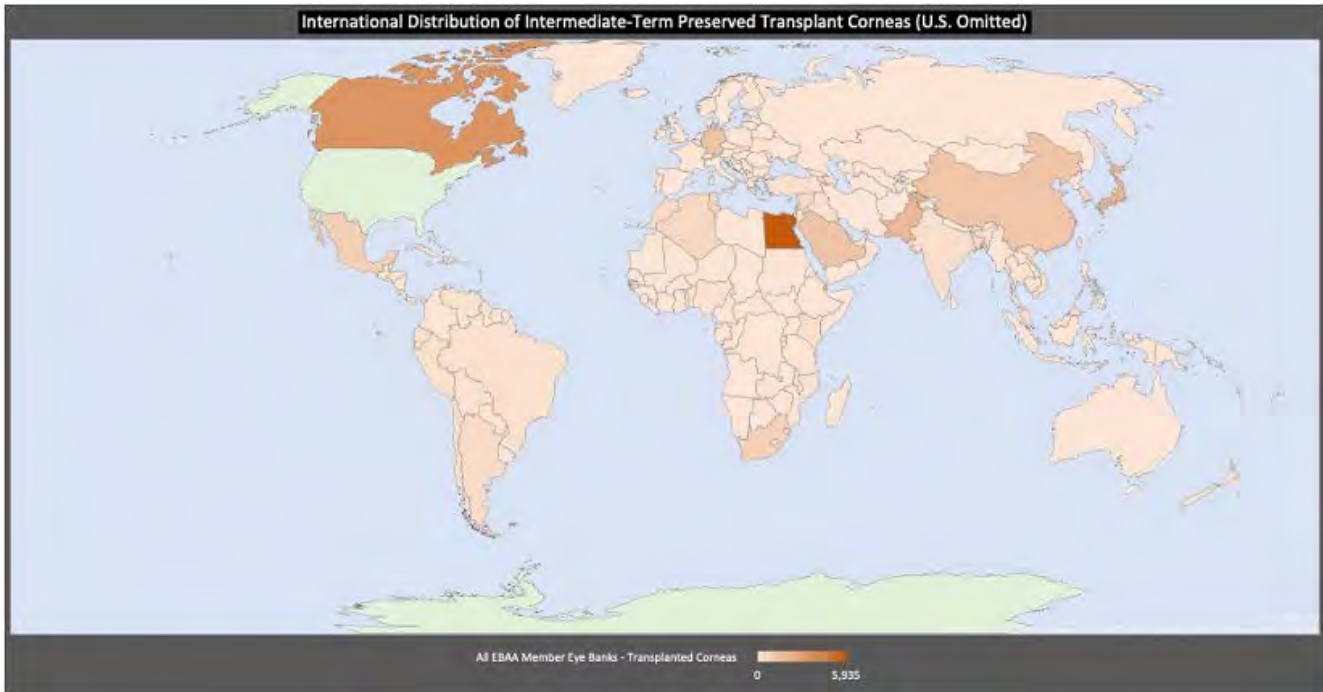 International Distribution of Intermediate-Term Preserved Transplant Corneas (U.S. Omitted)
All EBAA Member Eye Banks - Transplanted Corneas
0 5,935